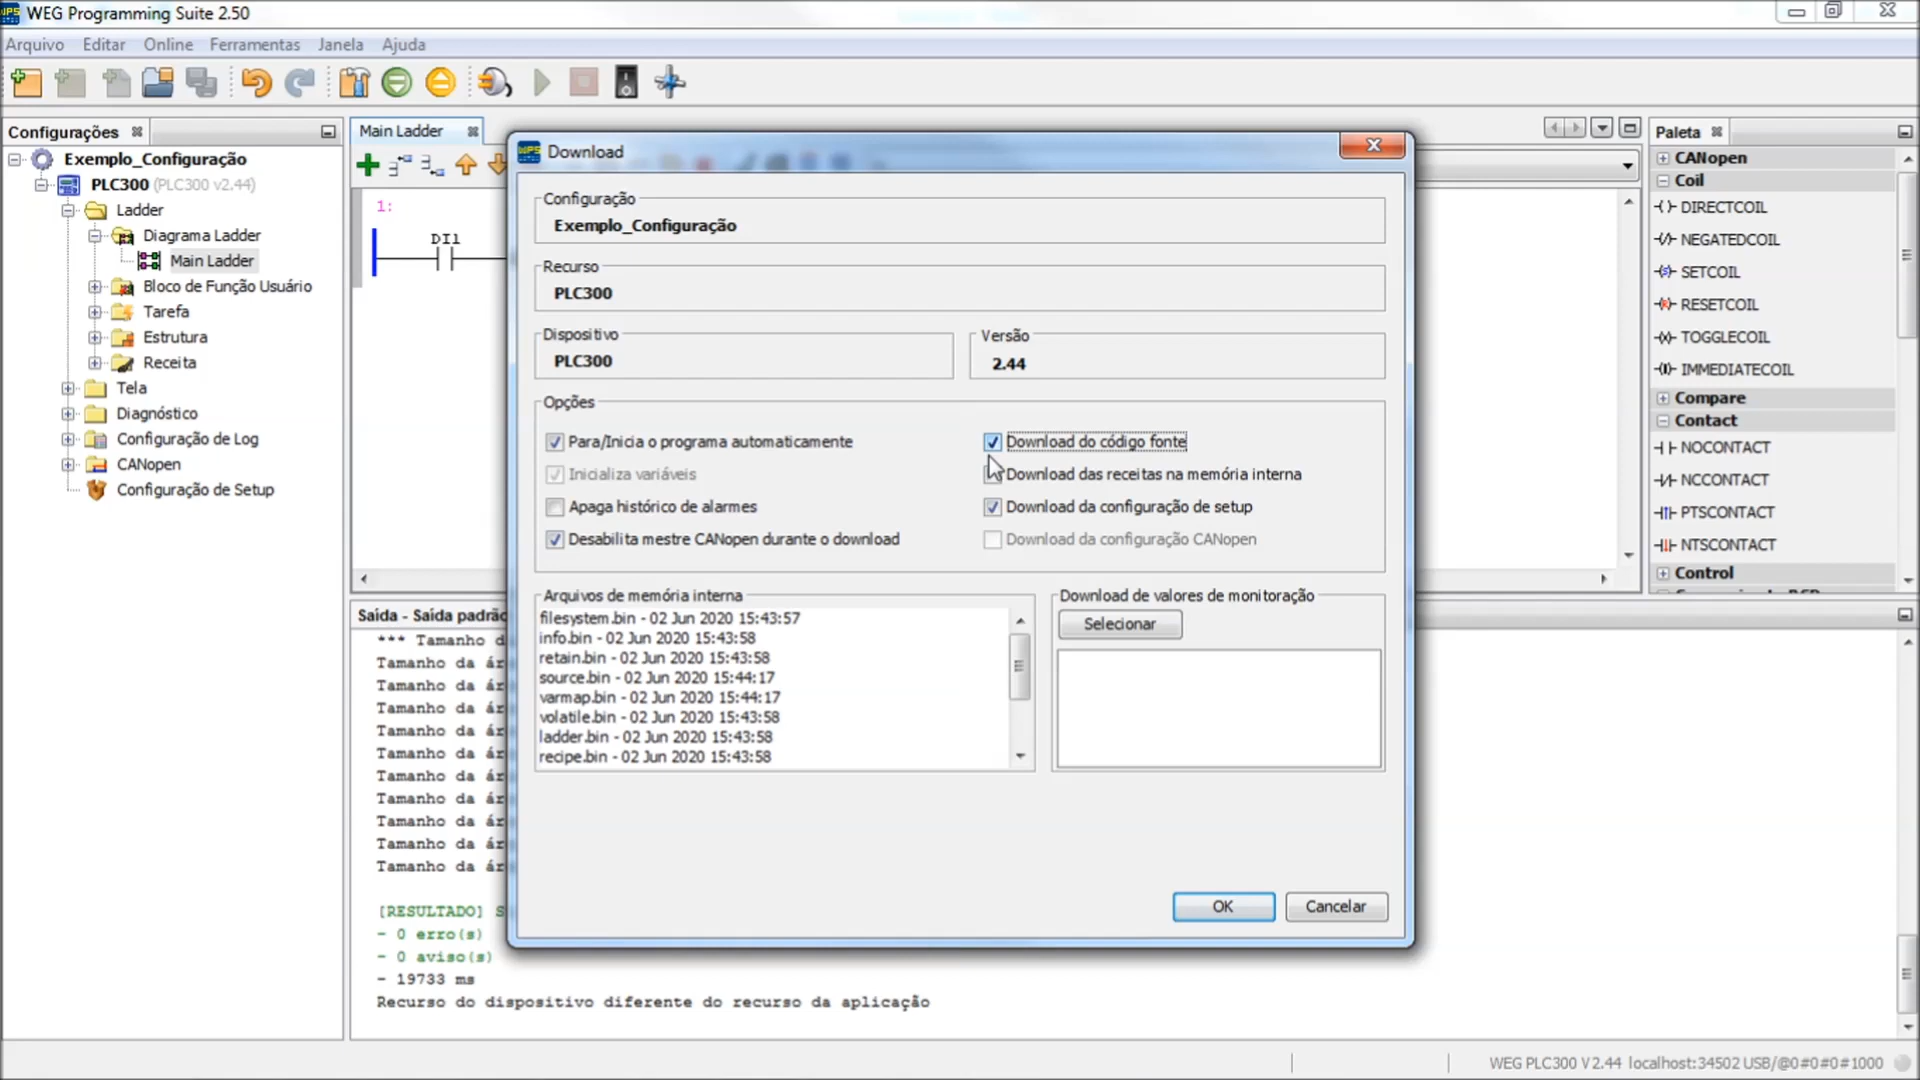 WEG Programming Suite 2.50
Arquivo Editar Online Ferramentas Janela Ajuda
Configurações
Exemplo_Configuração
PLC300 (PLC300 v2.44)
Ladder
Diagrama Ladder
Main Ladder
Bloco de Função Usuário
Tarefa
Estrutura
Receita
Tela
Diagnóstico
Configuração de Log
CANopen
Configuração de Setup
Main Ladder
1:
DI1
Download
Configuração
Exemplo_Configuração
Recurso
PLC300
Dispositivo
PLC300
Versão
2.44
Opções
Para/Inicia o programa automaticamente
Download do código fonte
Inicializa variáveis
Download das receitas na memória interna
Apaga histórico de alarmes
Download da configuração de setup
Desabilita mestre CANopen durante o download
Download da configuração CANopen
Arquivos de memória interna
filesystem.bin - 02 Jun 2020 15:43:57
info.bin - 02 Jun 2020 15:43:58
retain.bin - 02 Jun 2020 15:43:58
source.bin - 02 Jun 2020 15:44:17
varmap.bin - 02 Jun 2020 15:44:17
volatile.bin - 02 Jun 2020 15:43:58
ladder.bin - 02 Jun 2020 15:43:58
recipe.bin - 02 Jun 2020 15:43:58
Download de valores de monitoração
Selecionar
OK
Cancelar
Paleta
CANopen
Coil
DIRECTCOIL
NEGATEDCOIL
SETCOIL
RESETCOIL
TOGGLECOIL
IMMEDIATECOIL
Compare
Contact
NOCONTACT
NCCONTACT
PTSCONTACT
NTSCONTACT
Control
Saída - Saída padrão
*** Tamanho d
Tamanho da ár
Tamanho da ár
Tamanho da ár
Tamanho da ár
Tamanho da ár
Tamanho da ár
Tamanho da ár
Tamanho da ár
Tamanho da ár
Tamanho da ár
[RESULTADO] S
- 0 erro(s)
- 0 aviso(s)
- 19733 ms
Recurso do dispositivo diferente do recurso da aplicação
WEG PLC300 V2.44 localhost:34502 USB/@0#0#0#1000